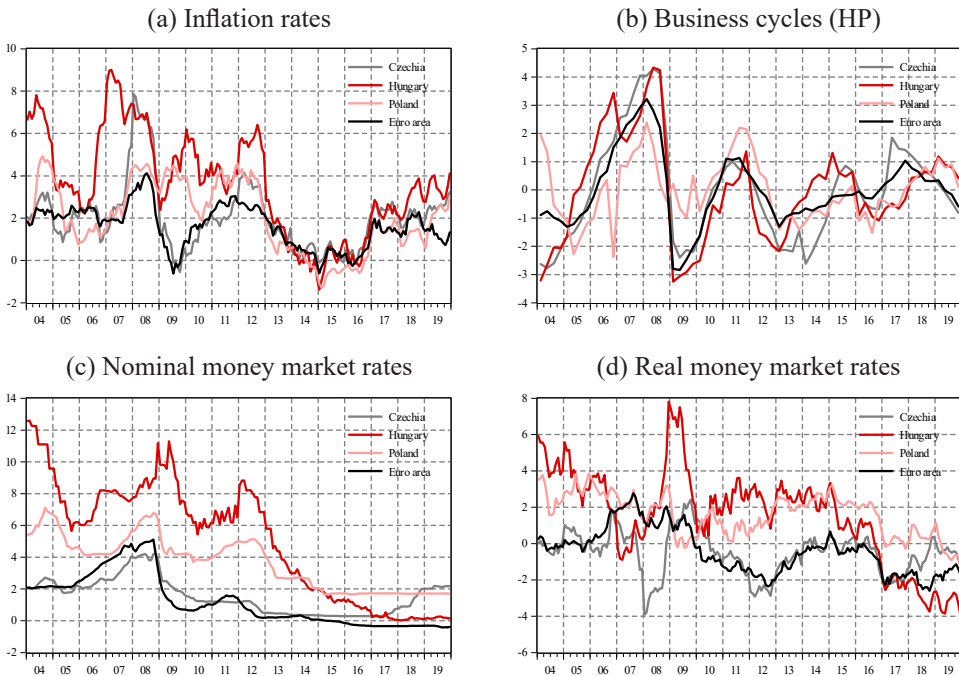 (a) Inflation rates
10
8
6
4
2
0
-2
Czechia
Hungary
Poland
Euro area
04 05 06 07 08 09 10 11 12 13 14 15 16 17 18 19
(b) Business cycles (HP)
5
4
3
2
1
0
-1
-2
-3
-4
Czechia
Hungary
Poland
Euro area
04 05 06 07 08 09 10 11 12 13 14 15 16 17 18 19
(c) Nominal money market rates
14
12
10
8
6
4
2
0
-2
Czechia
Hungary
Poland
Euro area
04 05 06 07 08 09 10 11 12 13 14 15 16 17 18 19
(d) Real money market rates
8
6
4
2
0
-2
-4
-6
Czechia
Hungary
Poland
Euro area
04 05 06 07 08 09 10 11 12 13 14 15 16 17 18 19